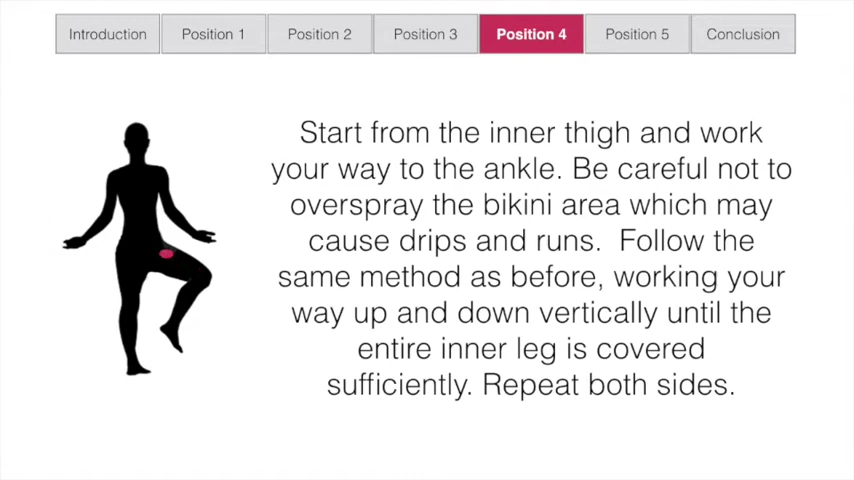 Introduction
Position 1
Position 2
Position 3
Position 4
Position 5
Conclusion
Start from the inner thigh and work
your way to the ankle. Be careful not to
overspray the bikini area which may
cause drips and runs.  Follow the
same method as before, working your
way up and down vertically until the
entire inner leg is covered
sufficiently. Repeat both sides.